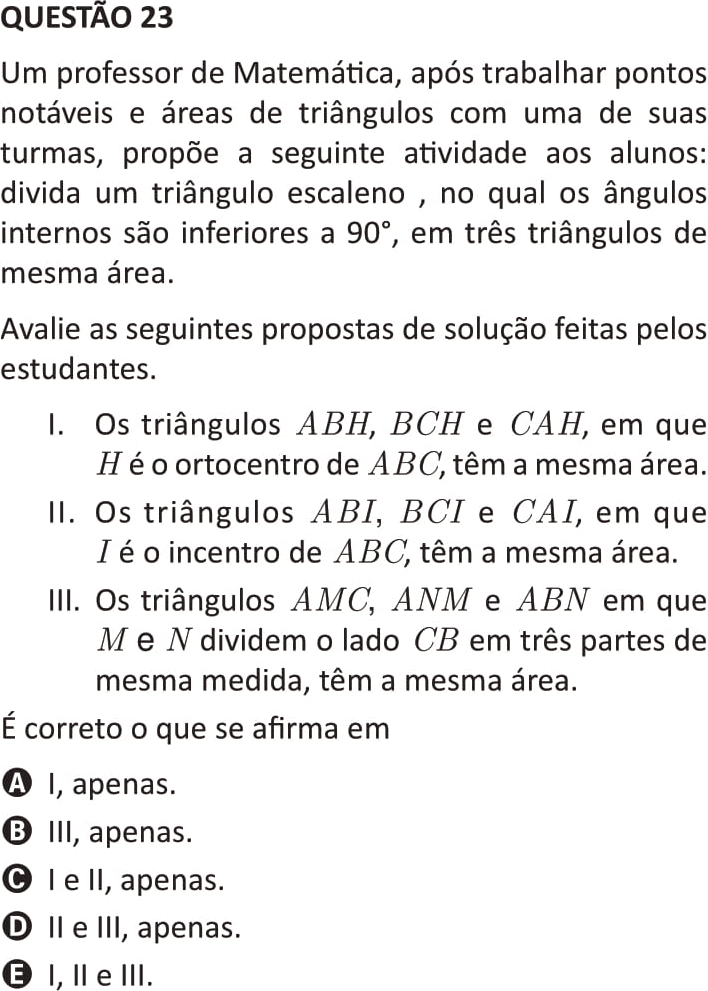 QUESTÃO 23
Um professor de Matemática, após trabalhar pontos
notáveis e áreas de triângulos com uma de suas
turmas, propõe a seguinte atividade aos alunos:
divida um triângulo escaleno , no qual os ângulos
internos são inferiores a 90°, em três triângulos de
mesma área.
Avalie as seguintes propostas de solução feitas pelos
estudantes.
I. Os triângulos ABH, BCH e CAH, em que
H é o ortocentro de ABC, têm a mesma área.
II. Os triângulos ABI, BCI e CAI, em que
I é o incentro de ABC, têm a mesma área.
III. Os triângulos AMC, ANM e ABN em que
M e N dividem o lado CB em três partes de
mesma medida, têm a mesma área.
É correto o que se afirma em
A I, apenas.
B III, apenas.
C I e II, apenas.
D II e III, apenas.
E I, II e III.